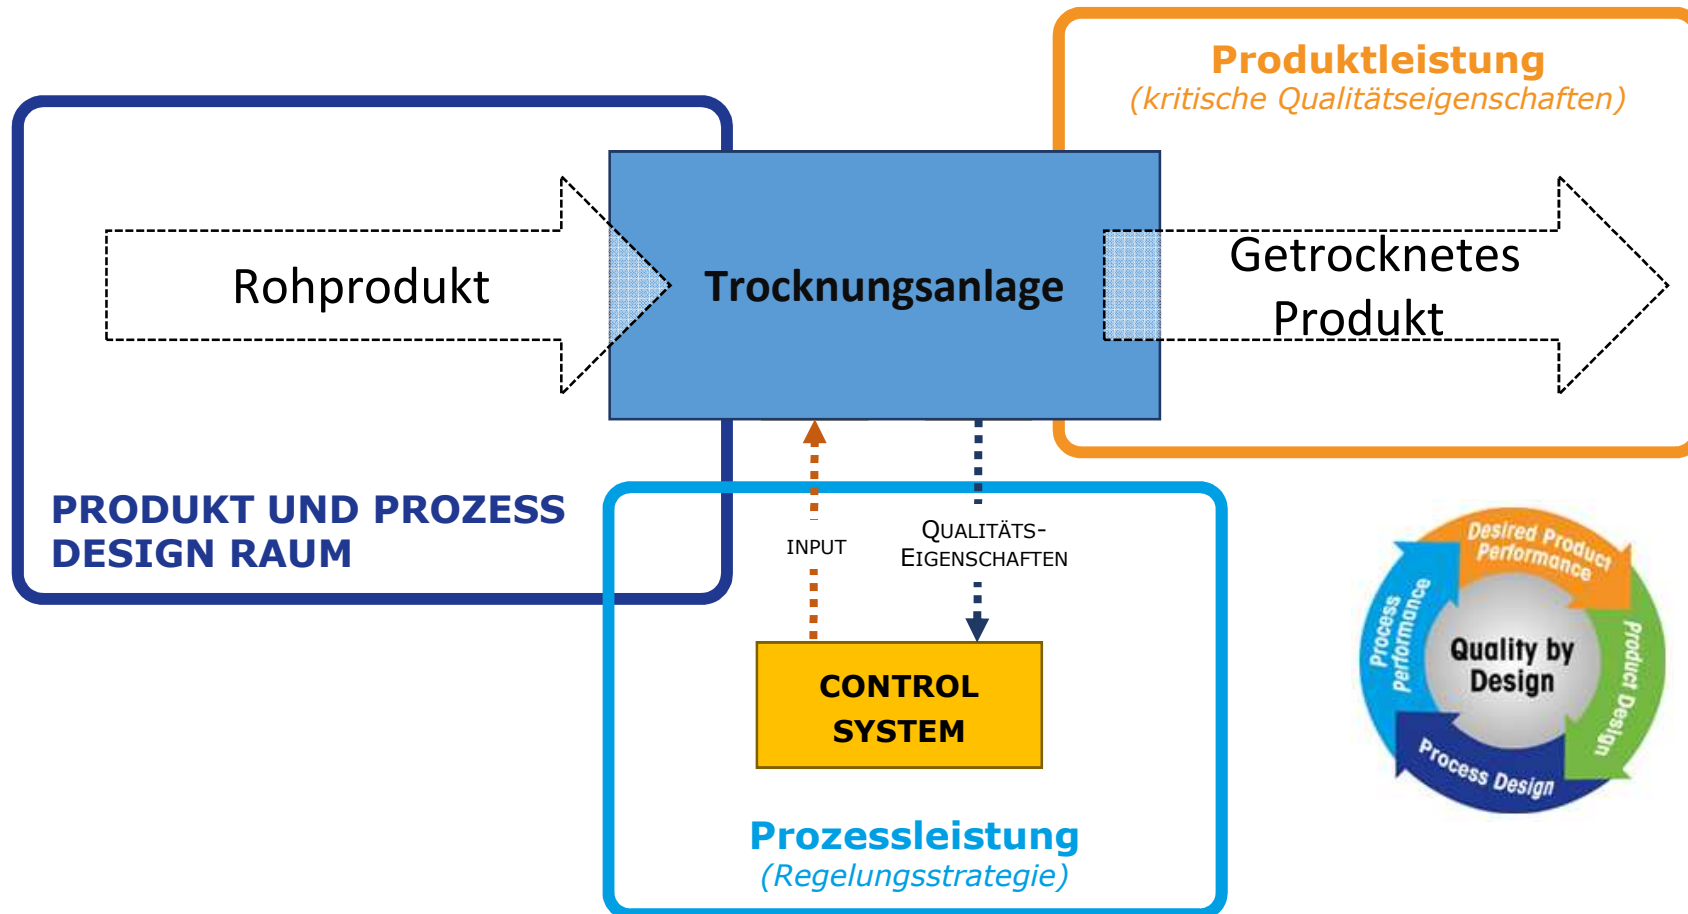 Produktleistung
(kritische Qualitätseigenschaften)
Rohprodukt
Trocknungsanlage
Getrocknetes
Produkt
PRODUKT UND PROZESS
DESIGN RAUM
INPUT
QUALITÄTS-
EIGENSCHAFTEN
CONTROL
SYSTEM
Prozessleistung
(Regelungsstrategie)
Desired Product
Performance
Product Design
Process Design
Process
Performance
Quality by
Design